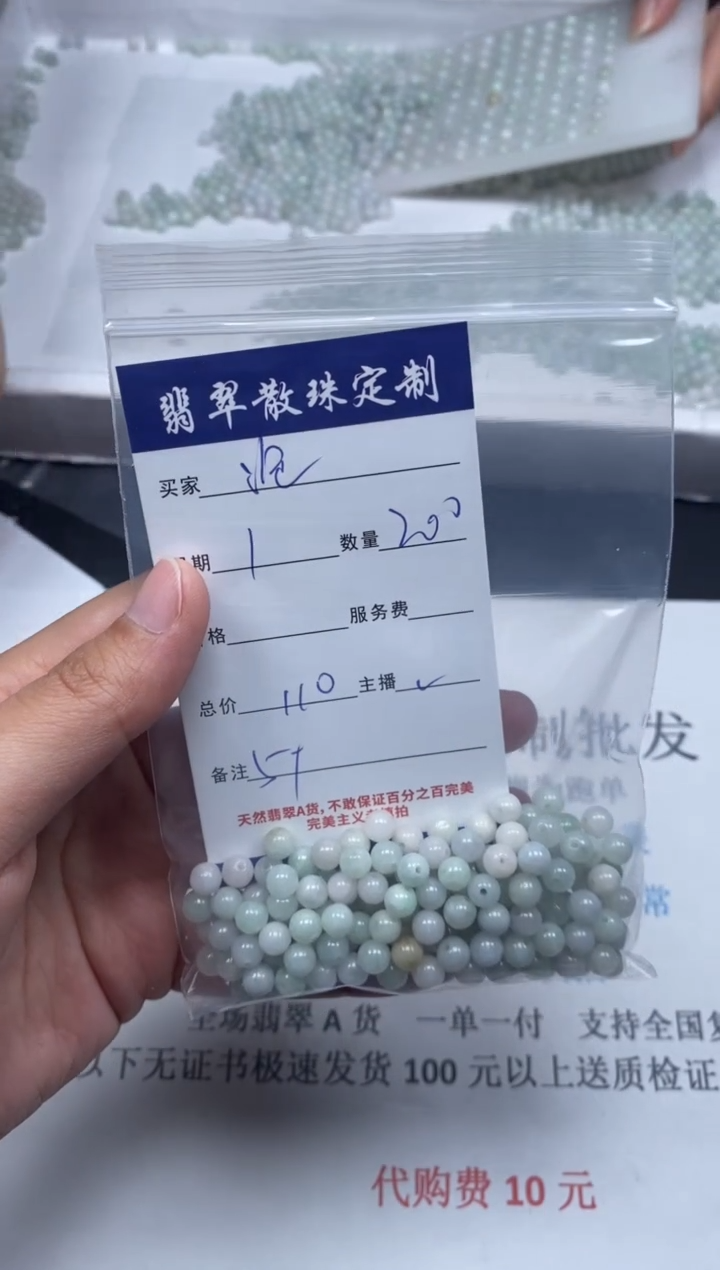 翡翠散珠定制
买家
期 1 数量 200
格 服务费
总价 110 主播 ✓
备注
天然翡翠A货，不敢保证百分之百完美
完美主义
拍
制批发
常
全场翡翠 A 货 一单一付 支持全国
以下无证书极速发货 100 元以上送质检证
代购费 10 元